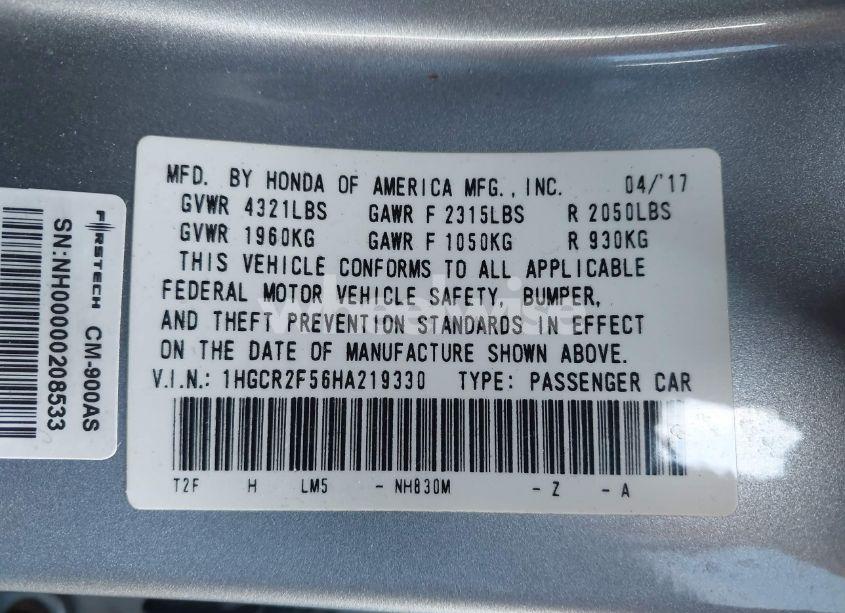 MFD. BY HONDA OF AMERICA MFG., INC. 04/'17
GVWR 4321LBS GAWR F 2315LBS R 2050LBS
GVWR 1960KG GAWR F 1050KG R 930KG
THIS VEHICLE CONFORMS TO ALL APPLICABLE
FEDERAL MOTOR VEHICLE SAFETY, BUMPER,
AND THEFT PREVENTION STANDARDS IN EFFECT
ON THE DATE OF MANUFACTURE SHOWN ABOVE.
V.I.N.: 1HGCR2F56HA219330 TYPE: PASSENGER CAR
T2F H LM5 - NH830M - Z - A
FIRSTECH CM-900AS
SN:NH00000208533